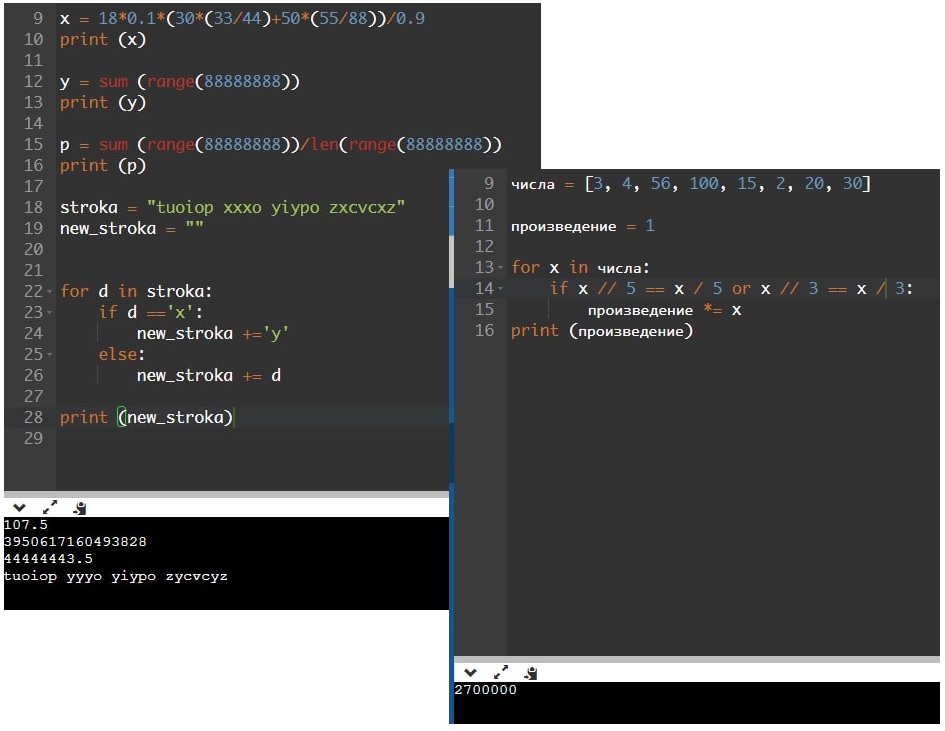 9 x = 18*0.1*(30*(33/44)+50*(55/88))/0.9
10 print (x)
11
12 y = sum (range(88888888))
13 print (y)
14
15 p = sum (range(88888888))/len(range(88888888))
16 print (p)
17
18 stroka = "tuoiop xxxo yiypo zxcvcxz"
19 new_stroka = ""
20
21
22 for d in stroka:
23     if d =='x':
24         new_stroka +='y'
25     else:
26         new_stroka += d
27
28 print (new_stroka)
29
107.5
3950617160493828
44444443.5
tuoiop yyyo yiypo zycvcyz
9 числа = [3, 4, 56, 100, 15, 2, 20, 30]
10
11 произведение = 1
12
13 for x in числа:
14     if x // 5 == x / 5 or x // 3 == x / 3:
15         произведение *= x
16 print (произведение)
2700000